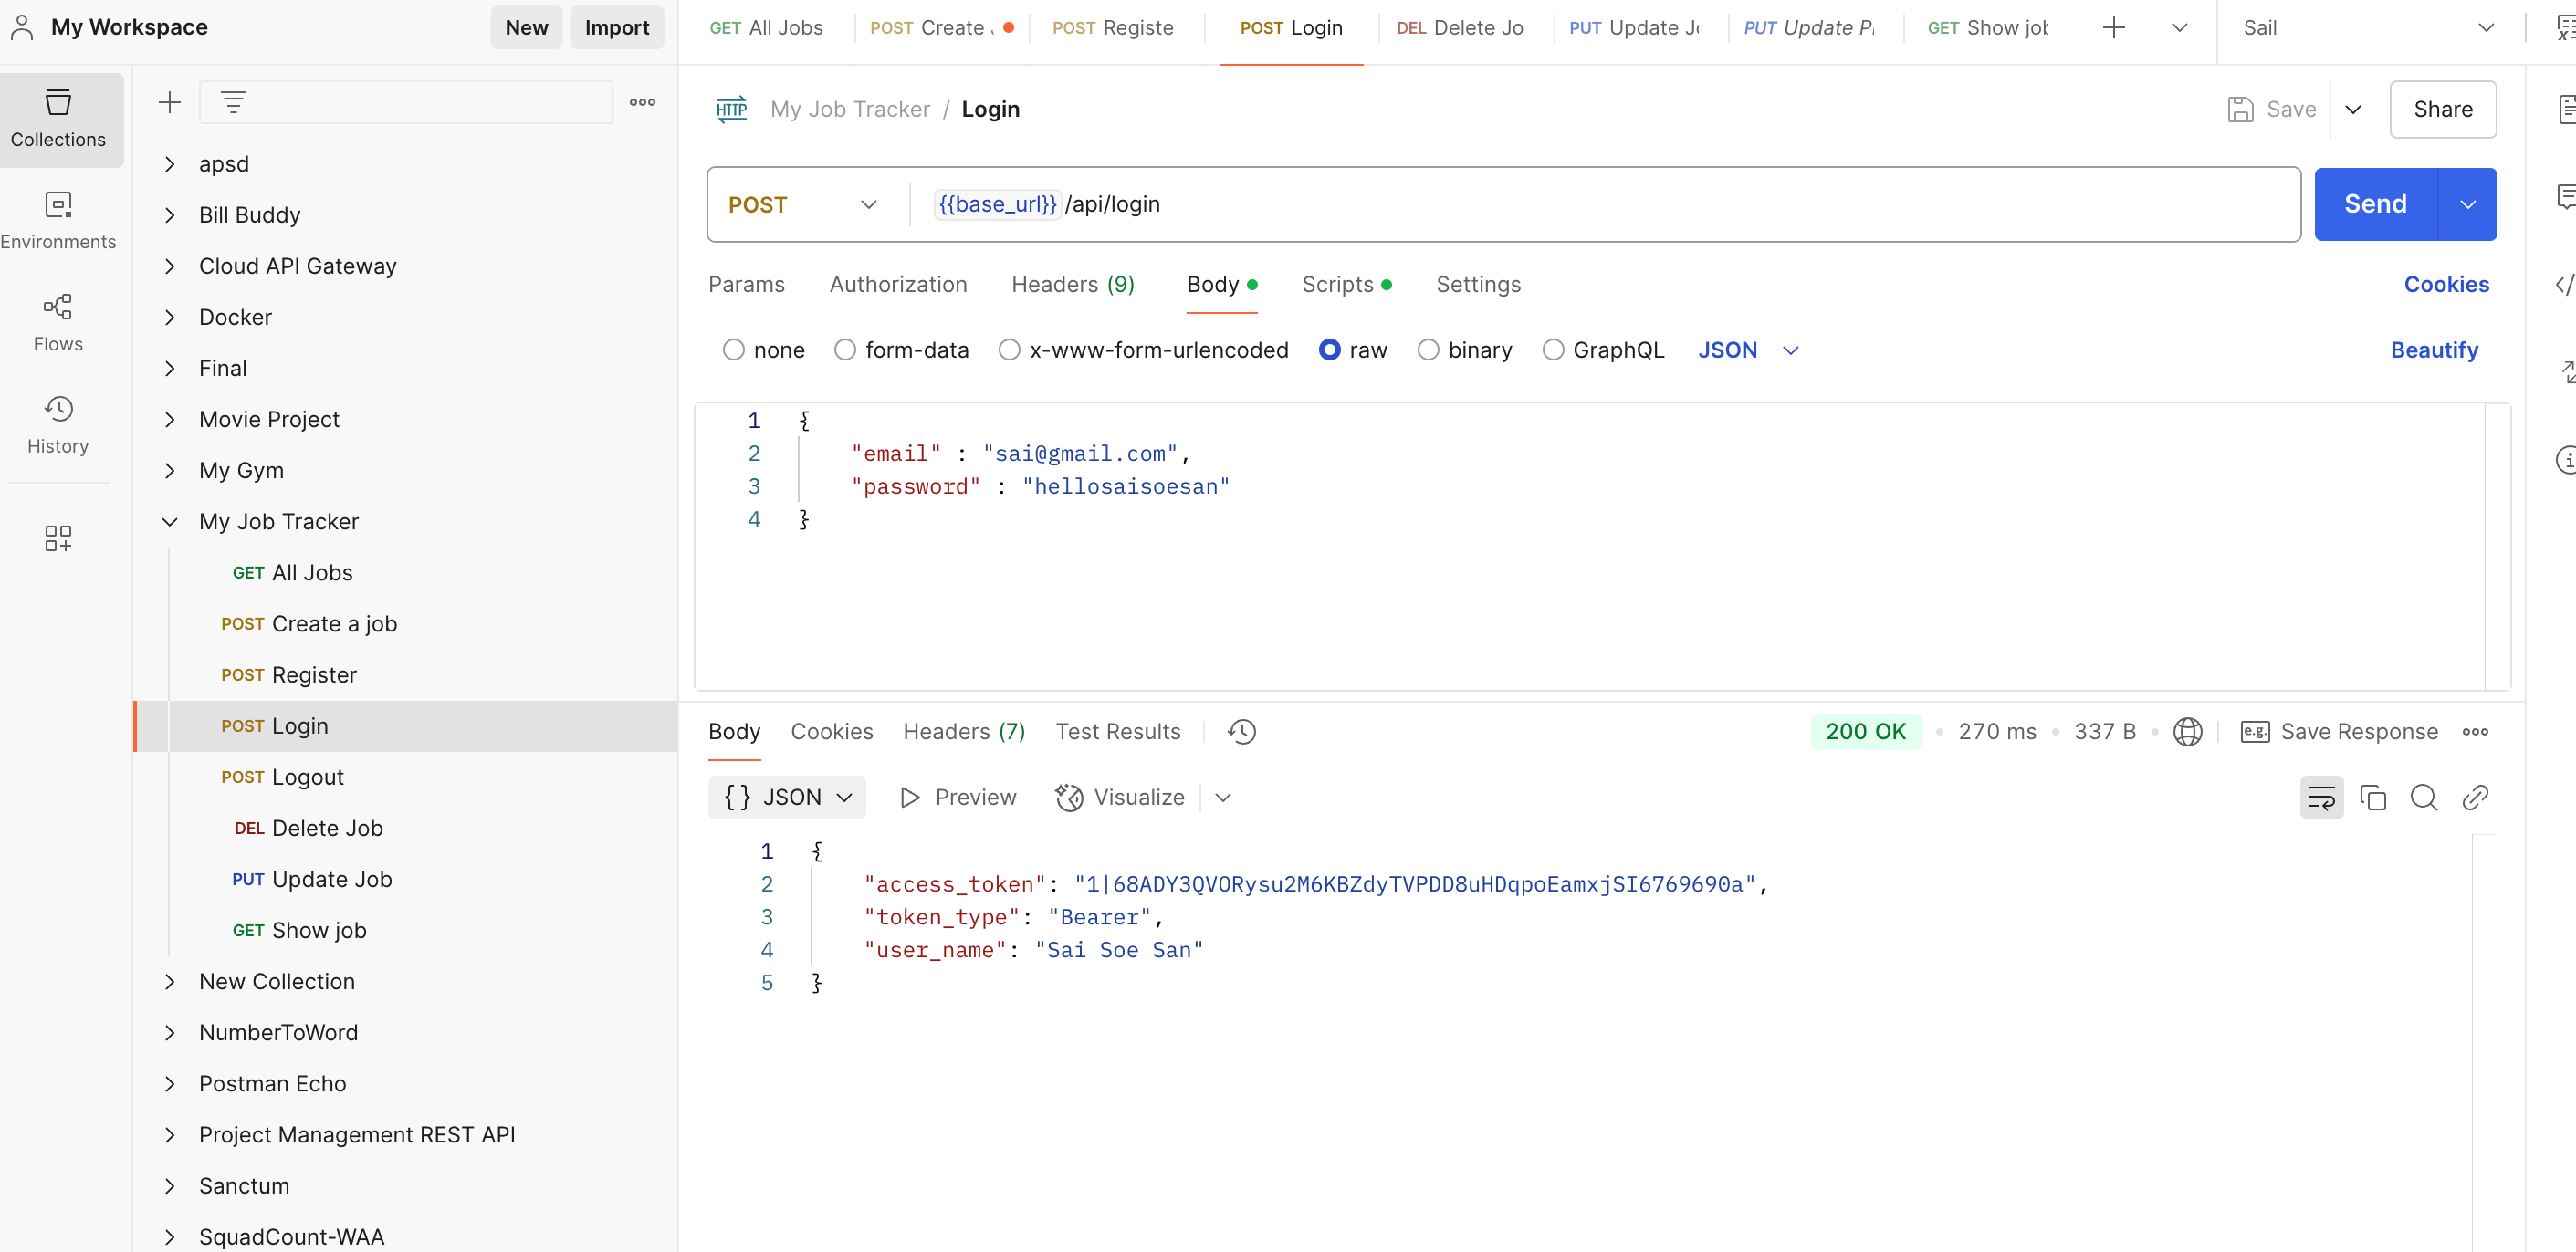 My Workspace
New
Import
GET All Jobs
POST Create
POST Registe
POST Login
DEL Delete Jo
PUT Update Jo
PUT Update P
GET Show job
Sail
Collections
Environments
Flows
History
apsd
Bill Buddy
Cloud API Gateway
Docker
Final
Movie Project
My Gym
My Job Tracker
GET All Jobs
POST Create a job
POST Register
POST Login
POST Logout
DEL Delete Job
PUT Update Job
GET Show job
New Collection
NumberToWord
Postman Echo
Project Management REST API
Sanctum
SquadCount-WAA
HTTP My Job Tracker / Login
Save
Share
POST
{{base_url}}/api/login
Send
Params Authorization Headers (9) Body Scripts Settings
Cookies
none form-data x-www-form-urlencoded raw binary GraphQL JSON
Beautify
1 {
2 "email" : "sai@gmail.com",
3 "password" : "hellosaisoesan"
4 }
Body Cookies Headers (7) Test Results
200 OK • 270 ms • 337 B •
e.g. Save Response
{} JSON
Preview
Visualize
1 {
2 "access_token": "1|68ADY3QVORysu2M6KBZdyTVPDD8uHDqpoEamxjSI6769690a",
3 "token_type": "Bearer",
4 "user_name": "Sai Soe San"
5 }